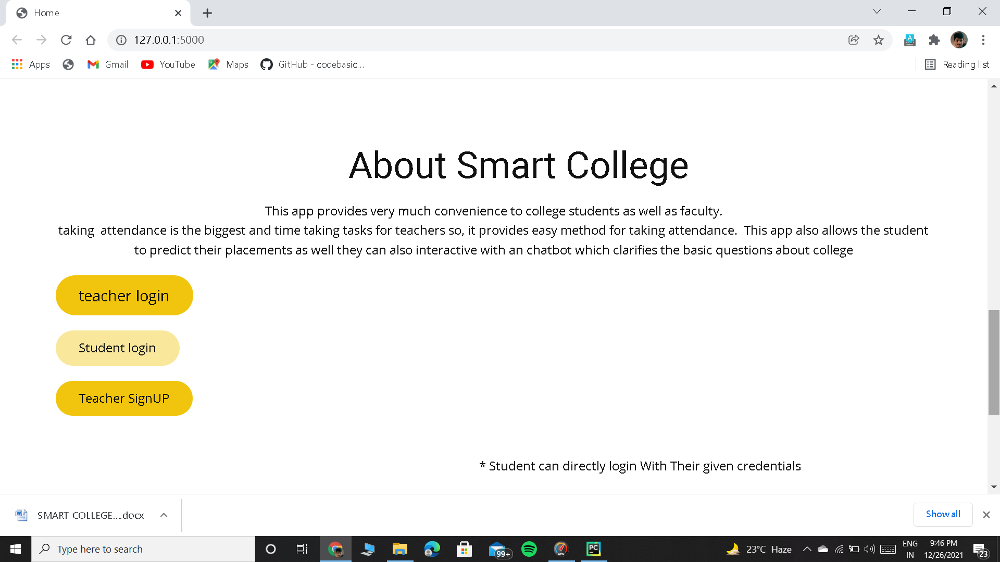 Home
127.0.0.1:5000
Apps
Gmail
YouTube
Maps
GitHub - codebasic...
Reading list
About Smart College
This app provides very much convenience to college students as well as faculty.
taking  attendance is the biggest and time taking tasks for teachers so, it provides easy method for taking attendance.  This app also allows the student
to predict their placements as well they can also interactive with an chatbot which clarifies the basic questions about college
teacher login
Student login
Teacher SignUP
* Student can directly login With Their given credentials
SMART COLLEGE....docx
Show all
Type here to search
99+
PC
23°C Haze
ENG
IN
9:46 PM
12/26/2021
23